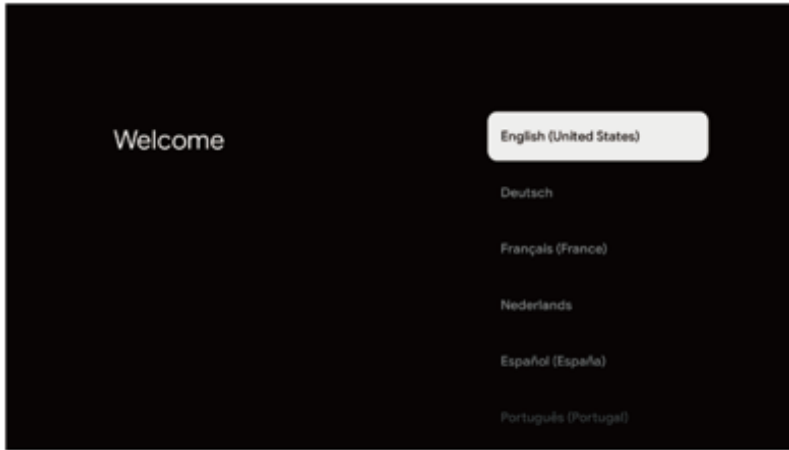 Welcome
English (United States)
Deutsch
Français (France)
Nederlands
Español (España)
Português (Portugal)